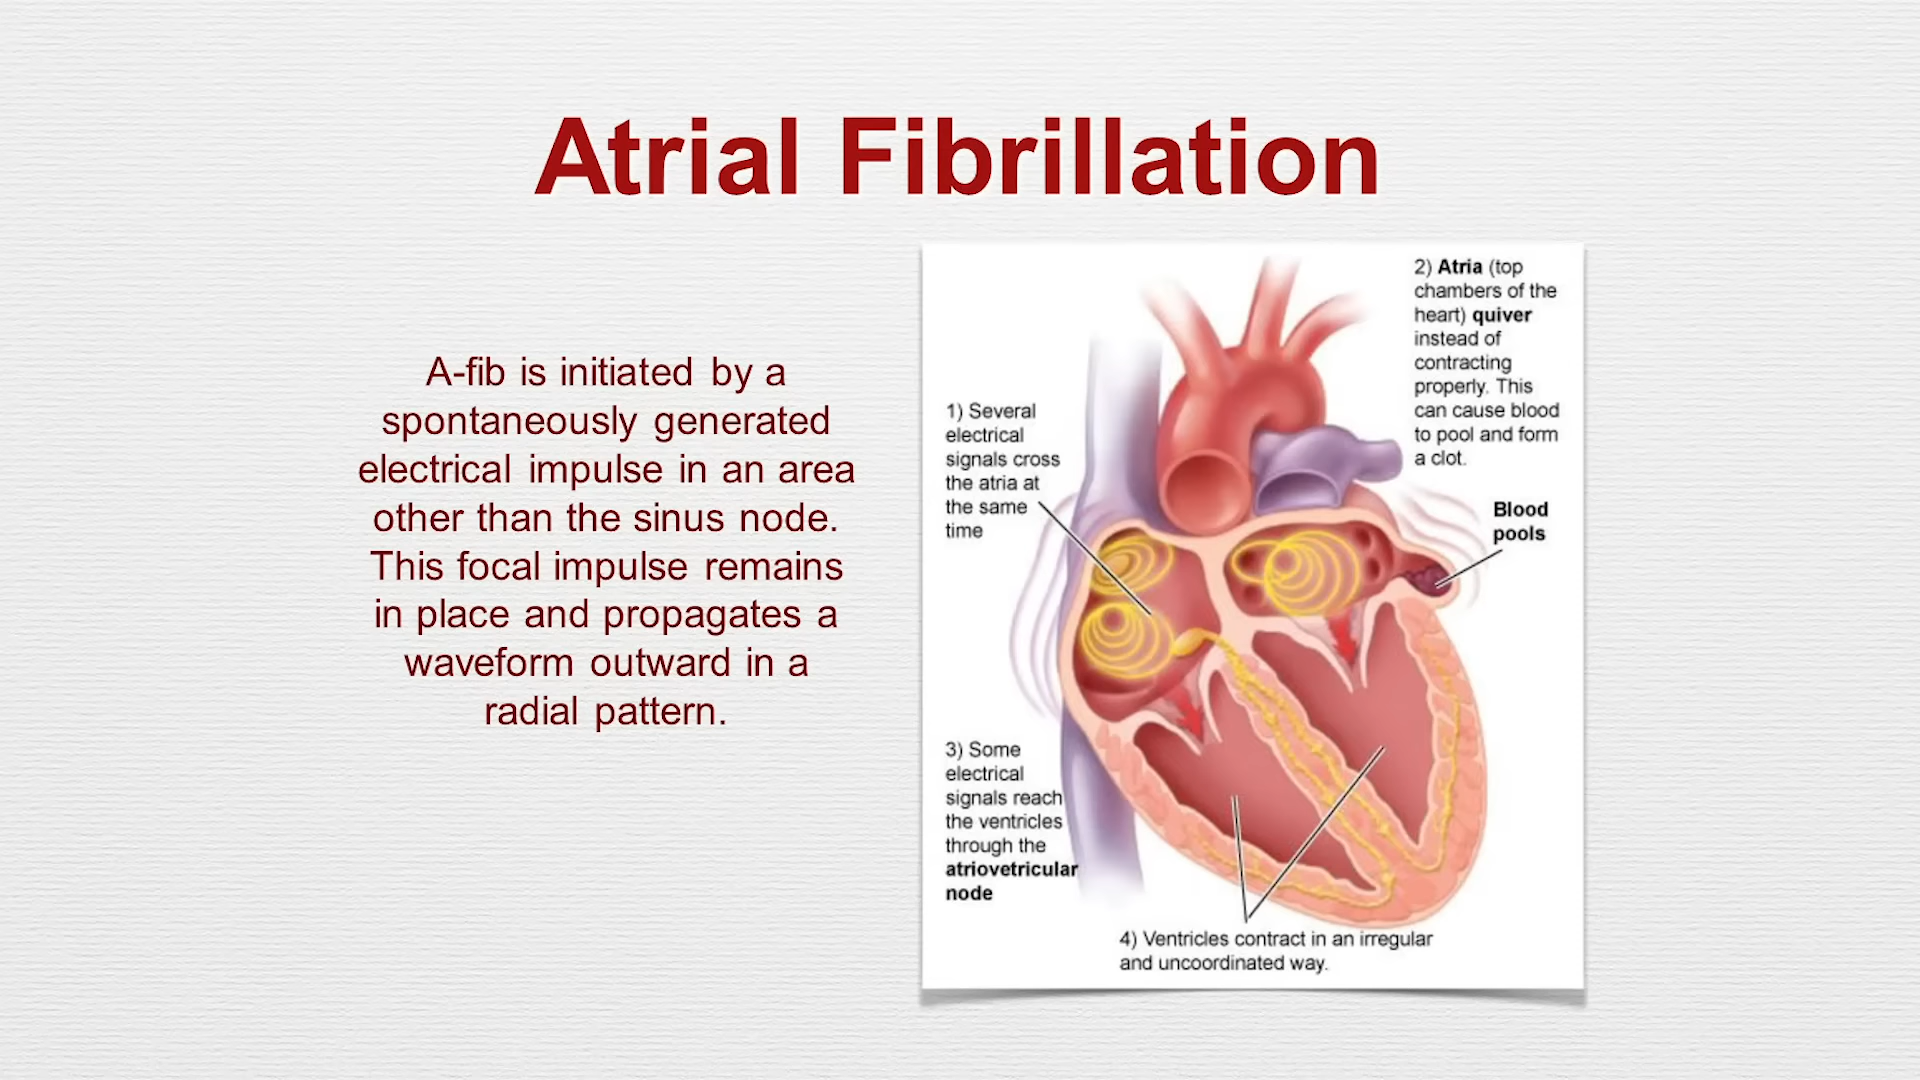 Atrial Fibrillation
A-fib is initiated by a
spontaneously generated
electrical impulse in an area
other than the sinus node.
This focal impulse remains
in place and propagates a
waveform outward in a
radial pattern.
1) Several
electrical
signals cross
the atria at
the same
time
2) Atria (top
chambers of the
heart) quiver
instead of
contracting
properly. This
can cause blood
to pool and form
a clot.
Blood
pools
3) Some
electrical
signals reach
the ventricles
through the
atriovetricular
node
4) Ventricles contract in an irregular
and uncoordinated way.